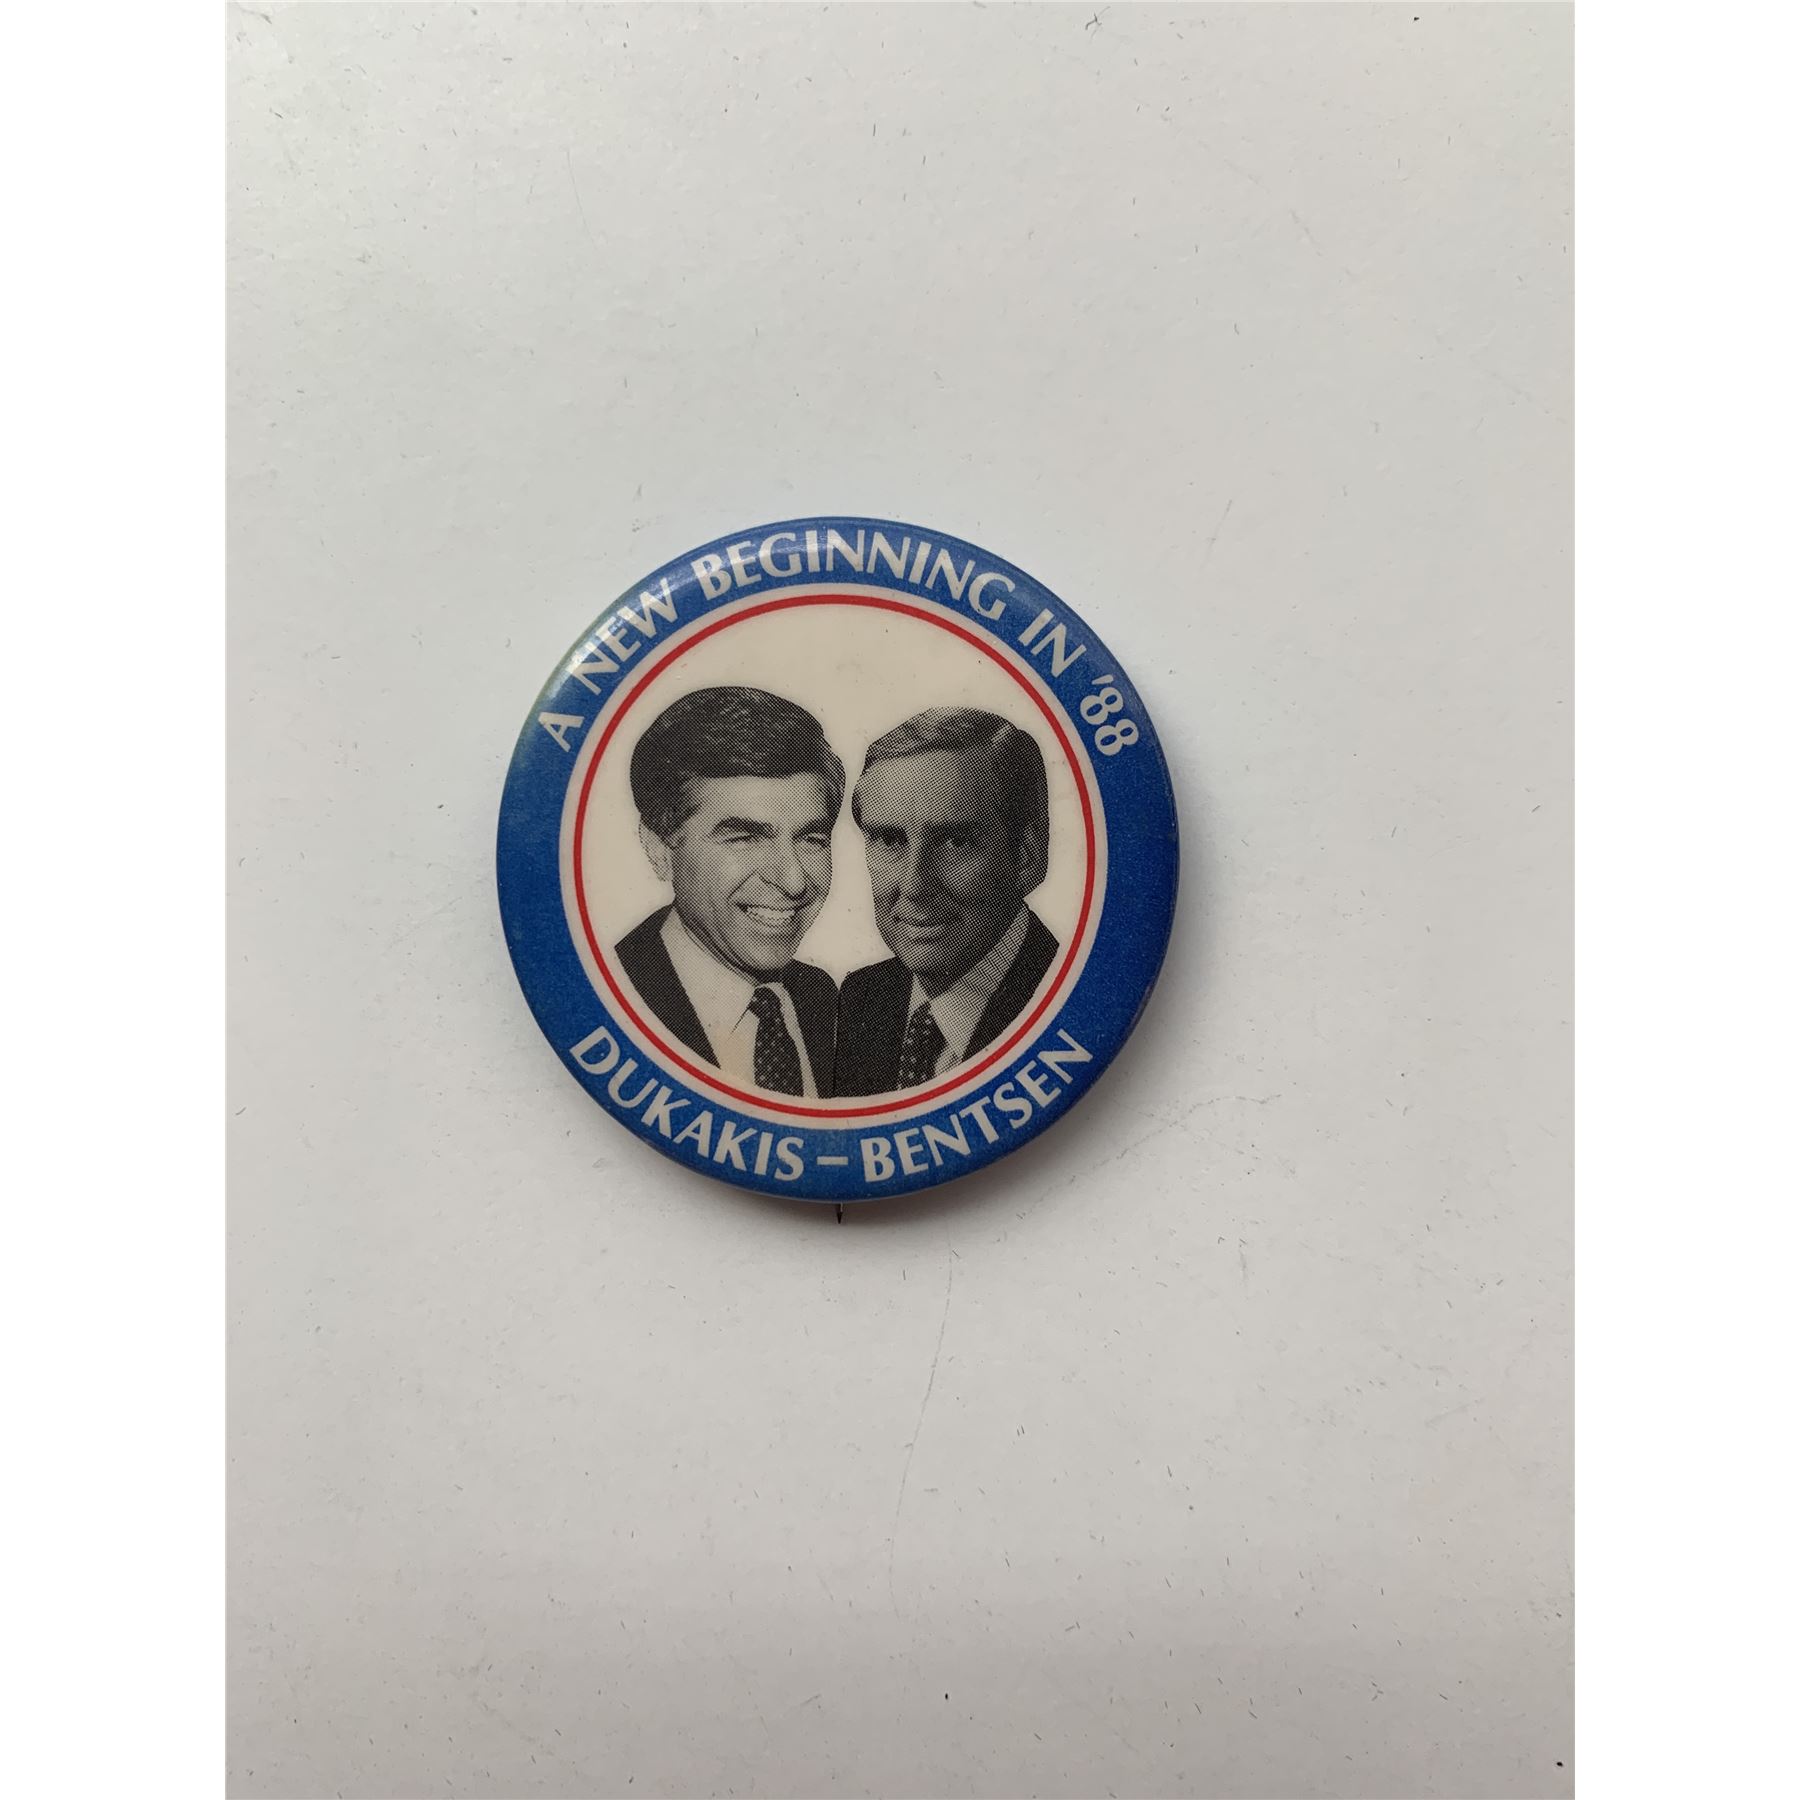 A NEW BEGINNING IN '88
DUKAKIS – BENTSEN